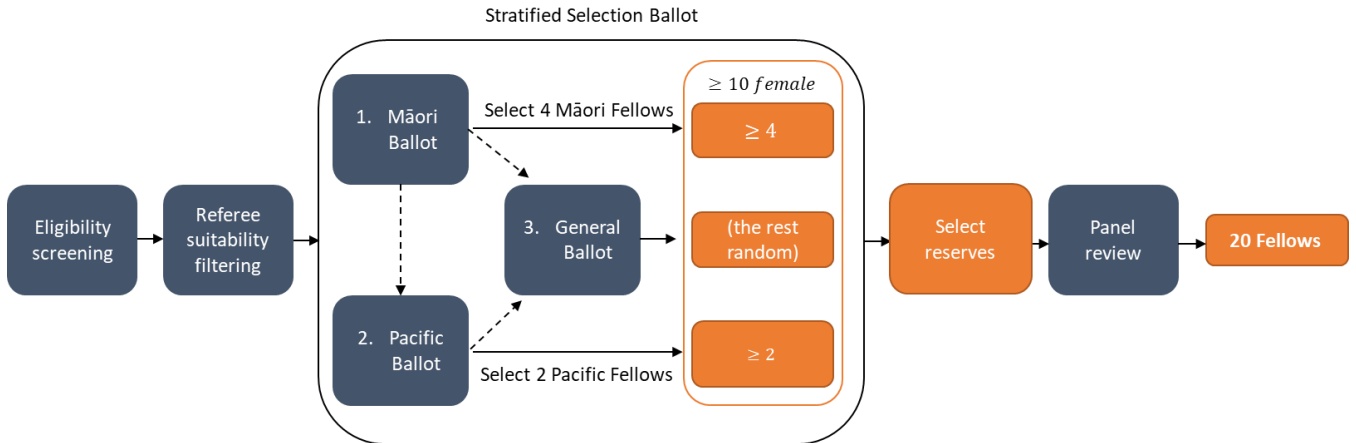 Stratified Selection Ballot
Eligibility
screening
Referee
suitability
filtering
1. Māori
Ballot
Select 4 Māori Fellows
2. Pacific
Ballot
Select 2 Pacific Fellows
3. General
Ballot
≥ 10 female
≥ 4
(the rest
random)
≥ 2
Select
reserves
Panel
review
20 Fellows